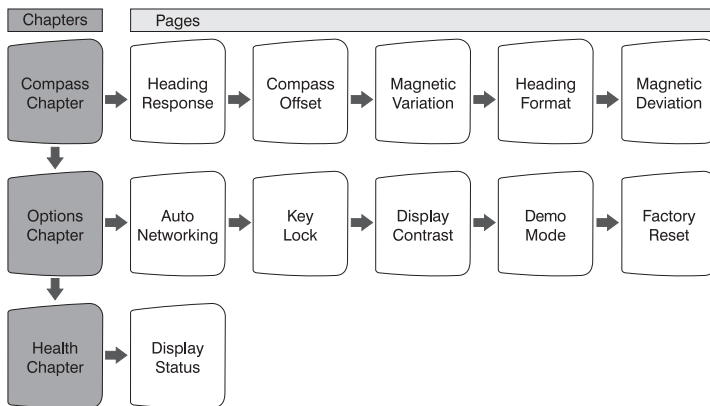 Chapters
Pages
Compass
Chapter
Heading
Response
Compass
Offset
Magnetic
Variation
Heading
Format
Magnetic
Deviation
Options
Chapter
Auto
Networking
Key
Lock
Display
Contrast
Demo
Mode
Factory
Reset
Health
Chapter
Display
Status